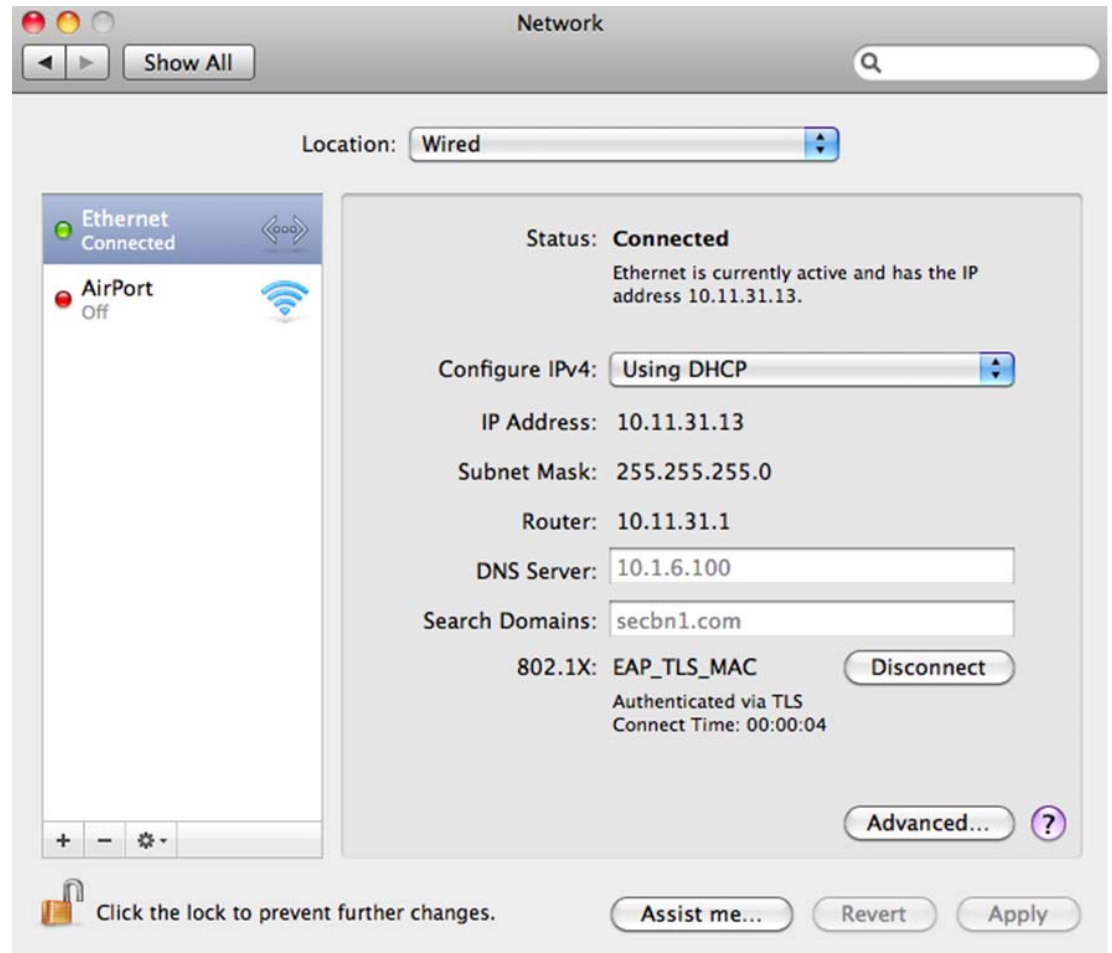 Network
Show All
Location: Wired
Ethernet
Connected
AirPort
Off
Status: Connected
Ethernet is currently active and has the IP
address 10.11.31.13.
Configure IPv4: Using DHCP
IP Address: 10.11.31.13
Subnet Mask: 255.255.255.0
Router: 10.11.31.1
DNS Server: 10.1.6.100
Search Domains: secbn1.com
802.1X: EAP_TLS_MAC Disconnect
Authenticated via TLS
Connect Time: 00:00:04
Advanced... ?
Click the lock to prevent further changes.
Assist me... Revert Apply